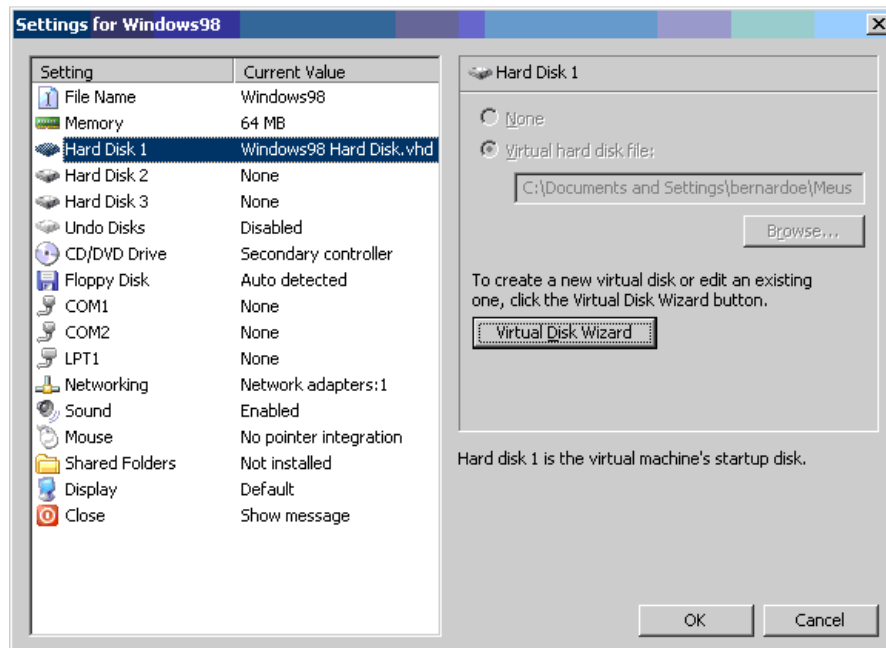 Settings for Windows98
Setting Current Value
File Name Windows98
Memory 64 MB
Hard Disk 1 Windows98 Hard Disk.vhd
Hard Disk 2 None
Hard Disk 3 None
Undo Disks Disabled
CD/DVD Drive Secondary controller
Floppy Disk Auto detected
COM1 None
COM2 None
LPT1 None
Networking Network adapters:1
Sound Enabled
Mouse No pointer integration
Shared Folders Not installed
Display Default
Close Show message
Hard Disk 1
None
Virtual hard disk file:
C:\Documents and Settings\bernardoe\Meus
Browse...
To create a new virtual disk or edit an existing
one, click the Virtual Disk Wizard button.
Virtual Disk Wizard
Hard disk 1 is the virtual machine's startup disk.
OK Cancel